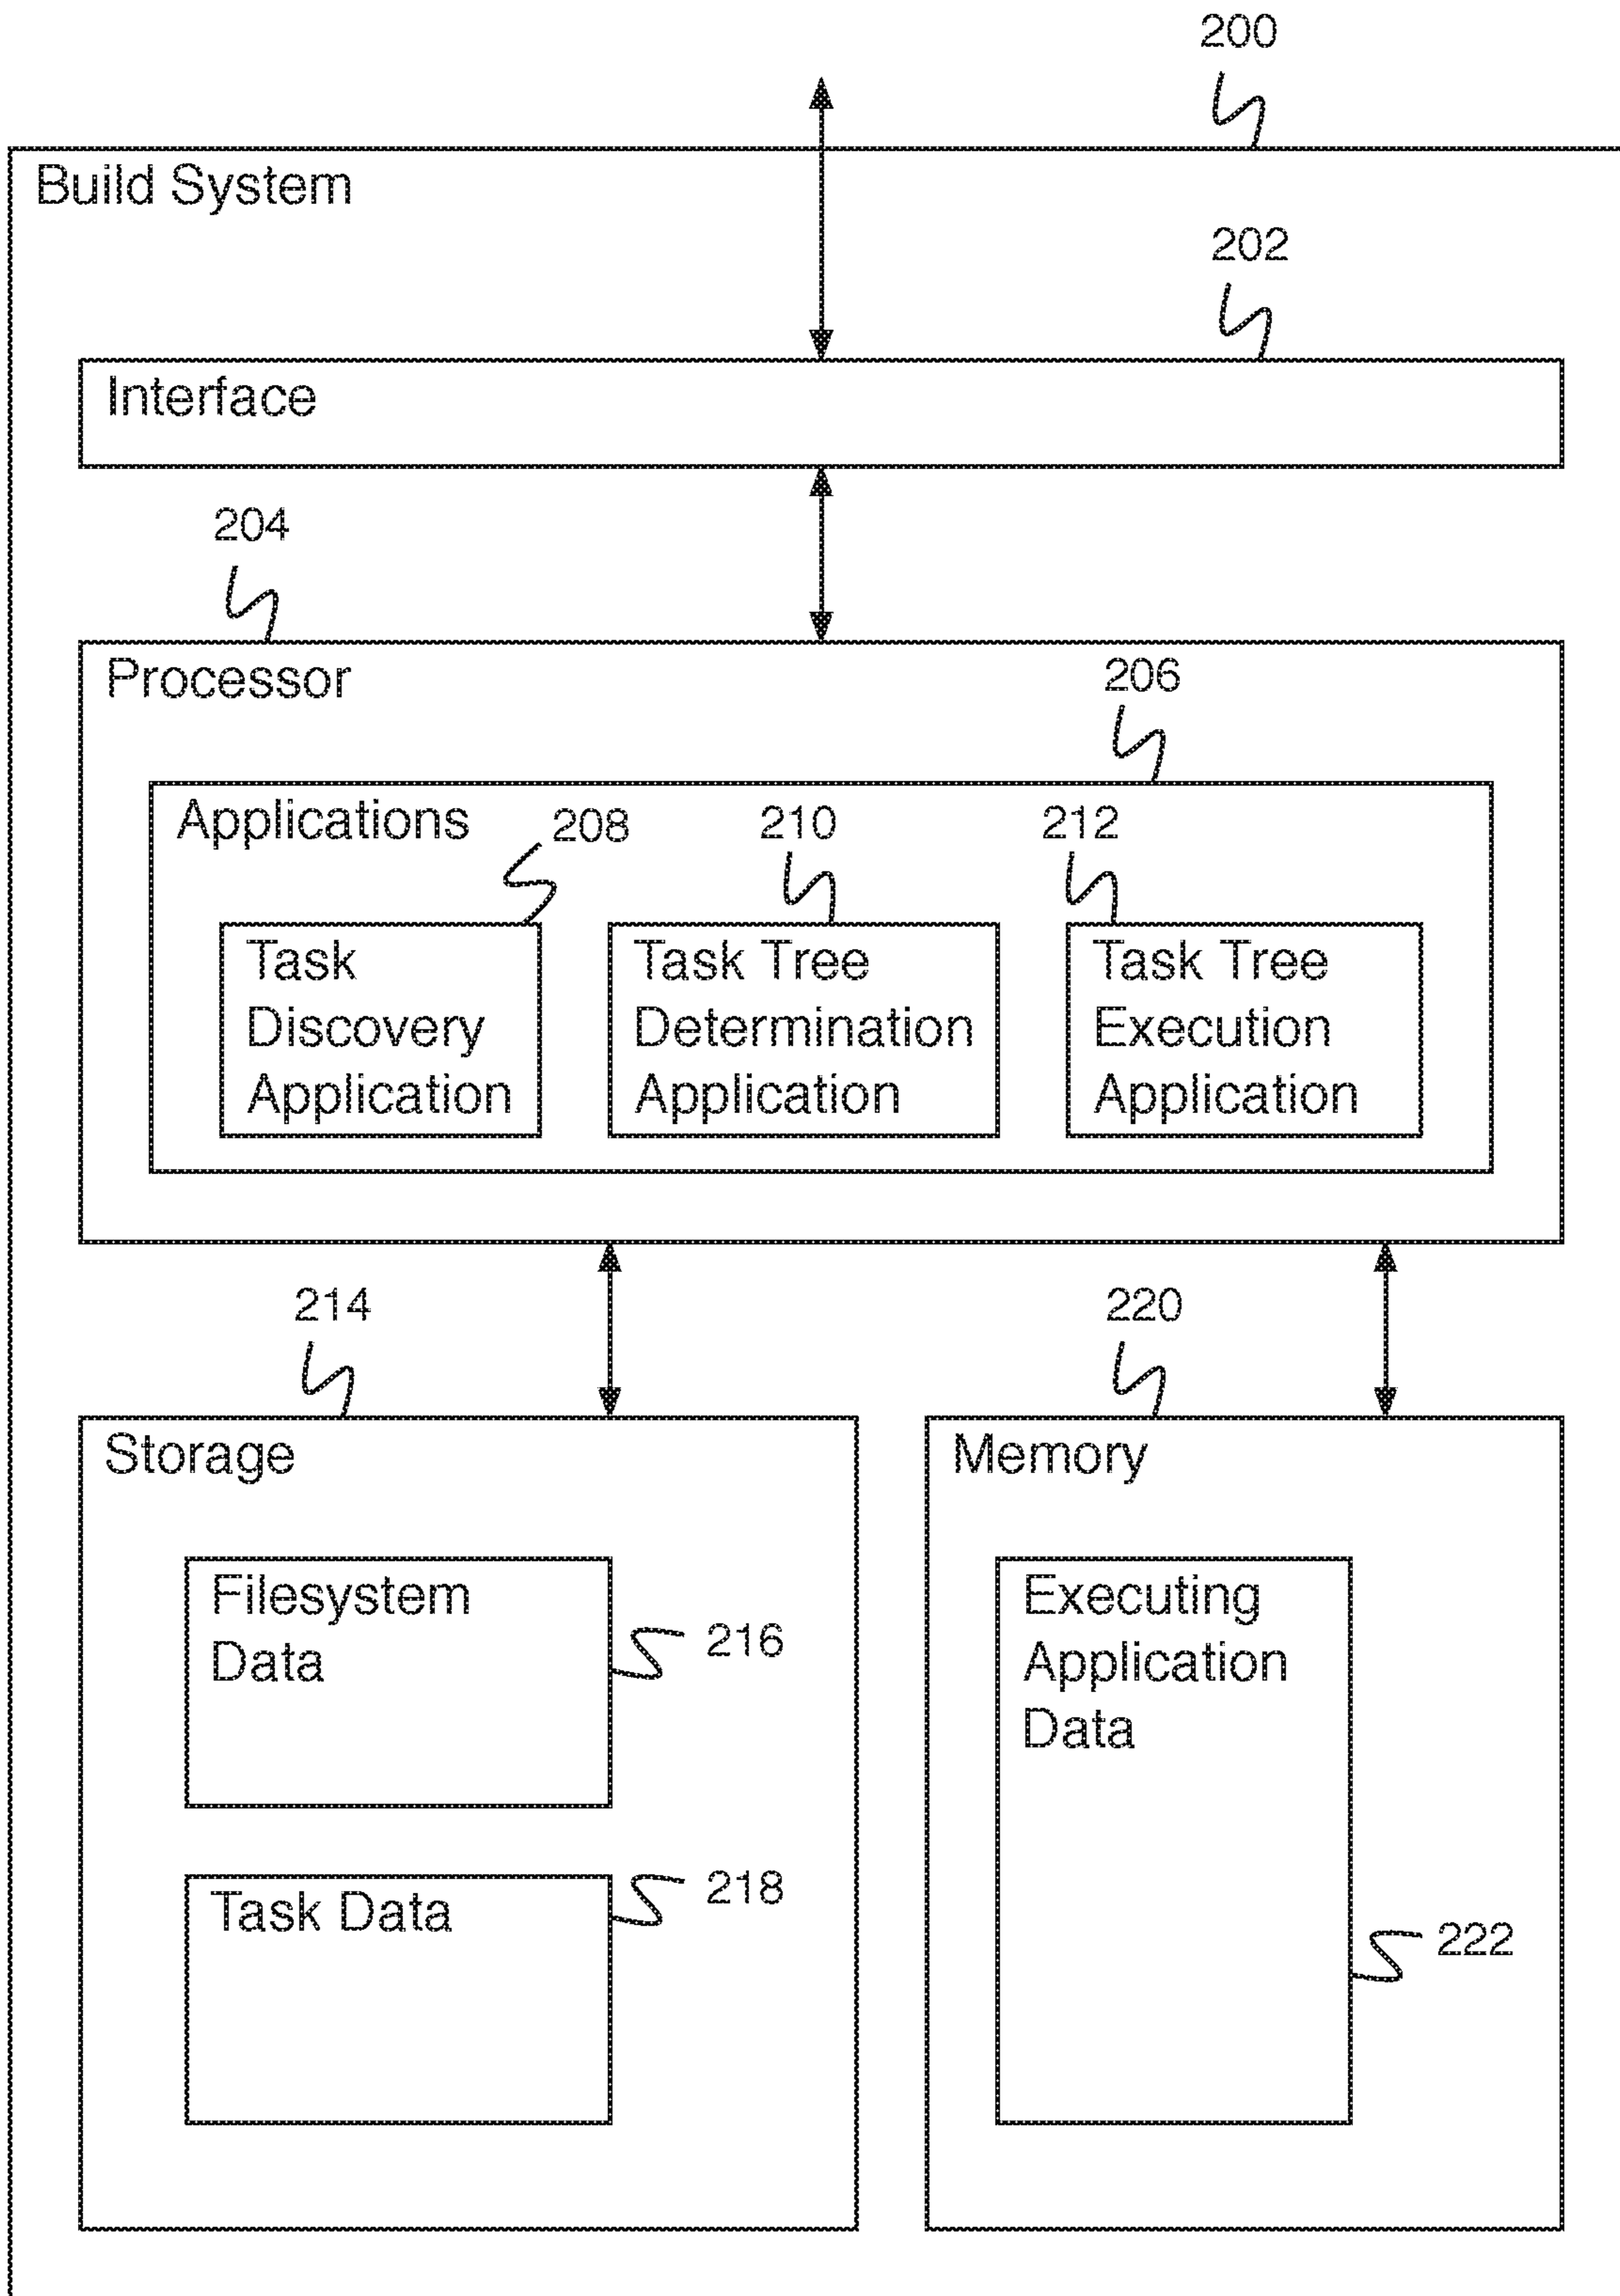 200
Build System
202
Interface
204
Processor
206
Applications
208
210
212
Task
Discovery
Application
Task Tree
Determination
Application
Task Tree
Execution
Application
214
220
Storage
Memory
Filesystem
Data
216
Task Data
218
Executing
Application
Data
222